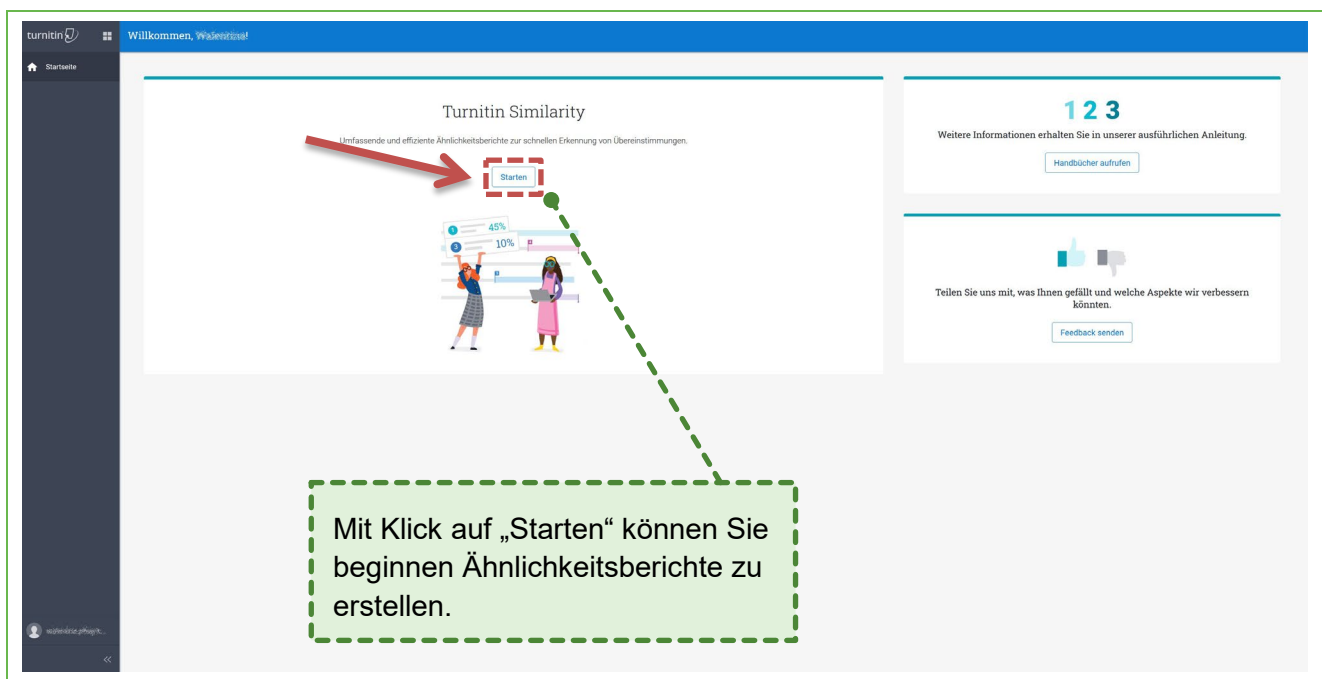 turnitin
Willkommen,
Startseite
Turnitin Similarity
Umfassende und effiziente Ähnlichkeitsberichte zur schnellen Erkennung von Übereinstimmungen.
Starten
1 45%
3 10%
1 2 3
Weitere Informationen erhalten Sie in unserer ausführlichen Anleitung.
Handbücher aufrufen
Teilen Sie uns mit, was Ihnen gefällt und welche Aspekte wir verbessern
könnten.
Feedback senden
Mit Klick auf „Starten“ können Sie
beginnen Ähnlichkeitsberichte zu
erstellen.